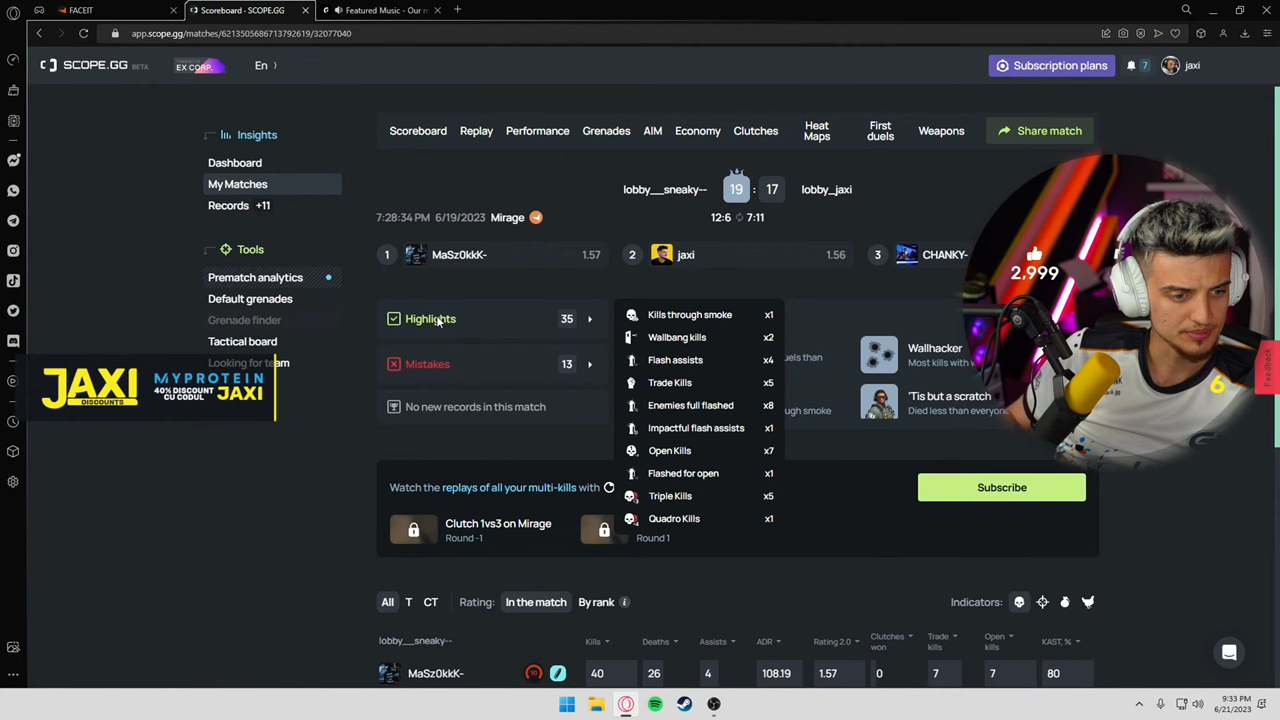 FACEIT
Scoreboard - SCOPE.GG
Featured Music - Our m
app.scope.gg/matches/6213505686713792619/32077040
SCOPE.GG BETA
EX CORP.
En
Subscription plans
7
jaxi
Insights
Dashboard
My Matches
Records +11
Tools
Prematch analytics
Default grenades
Grenade finder
Tactical board
Looking for team
Scoreboard
Replay
Performance
Grenades
AIM
Economy
Clutches
Heat Maps
First duels
Weapons
Share match
lobby__sneaky--
19 : 17
lobby_jaxi
7:28:34 PM 6/19/2023 Mirage
12:6 7:11
1 MaSz0kkK- 1.57
2 jaxi 1.56
3 CHANKY-
2,999
Highlights 35
Mistakes 13
No new records in this match
Kills through smoke x1
Wallbang kills x2
Flash assists x4
Trade Kills x5
Enemies full flashed x8
Impactful flash assists x1
Open Kills x7
Flashed for open x1
Triple Kills x5
Quadro Kills x1
uels than
ugh smoke
Wallhacker
Most kills with w
'Tis but a scratch
Died less than everyone
JAXI
DISCOUNTS
MYPROTEIN
40% DISCOUNT
CU CODUL
JAXI
Feedback
6
Watch the replays of all your multi-kills with
Subscribe
Clutch 1vs3 on Mirage
Round -1
Round 1
All T CT Rating: In the match By rank
Indicators:
lobby__sneaky--
Kills Deaths Assists ADR Rating 2.0 Clutches won Trade kills Open kills KAST, %
MaSz0kkK- 10 40 26 4 108.19 1.57 0 7 7 80
9:33 PM
6/21/2023